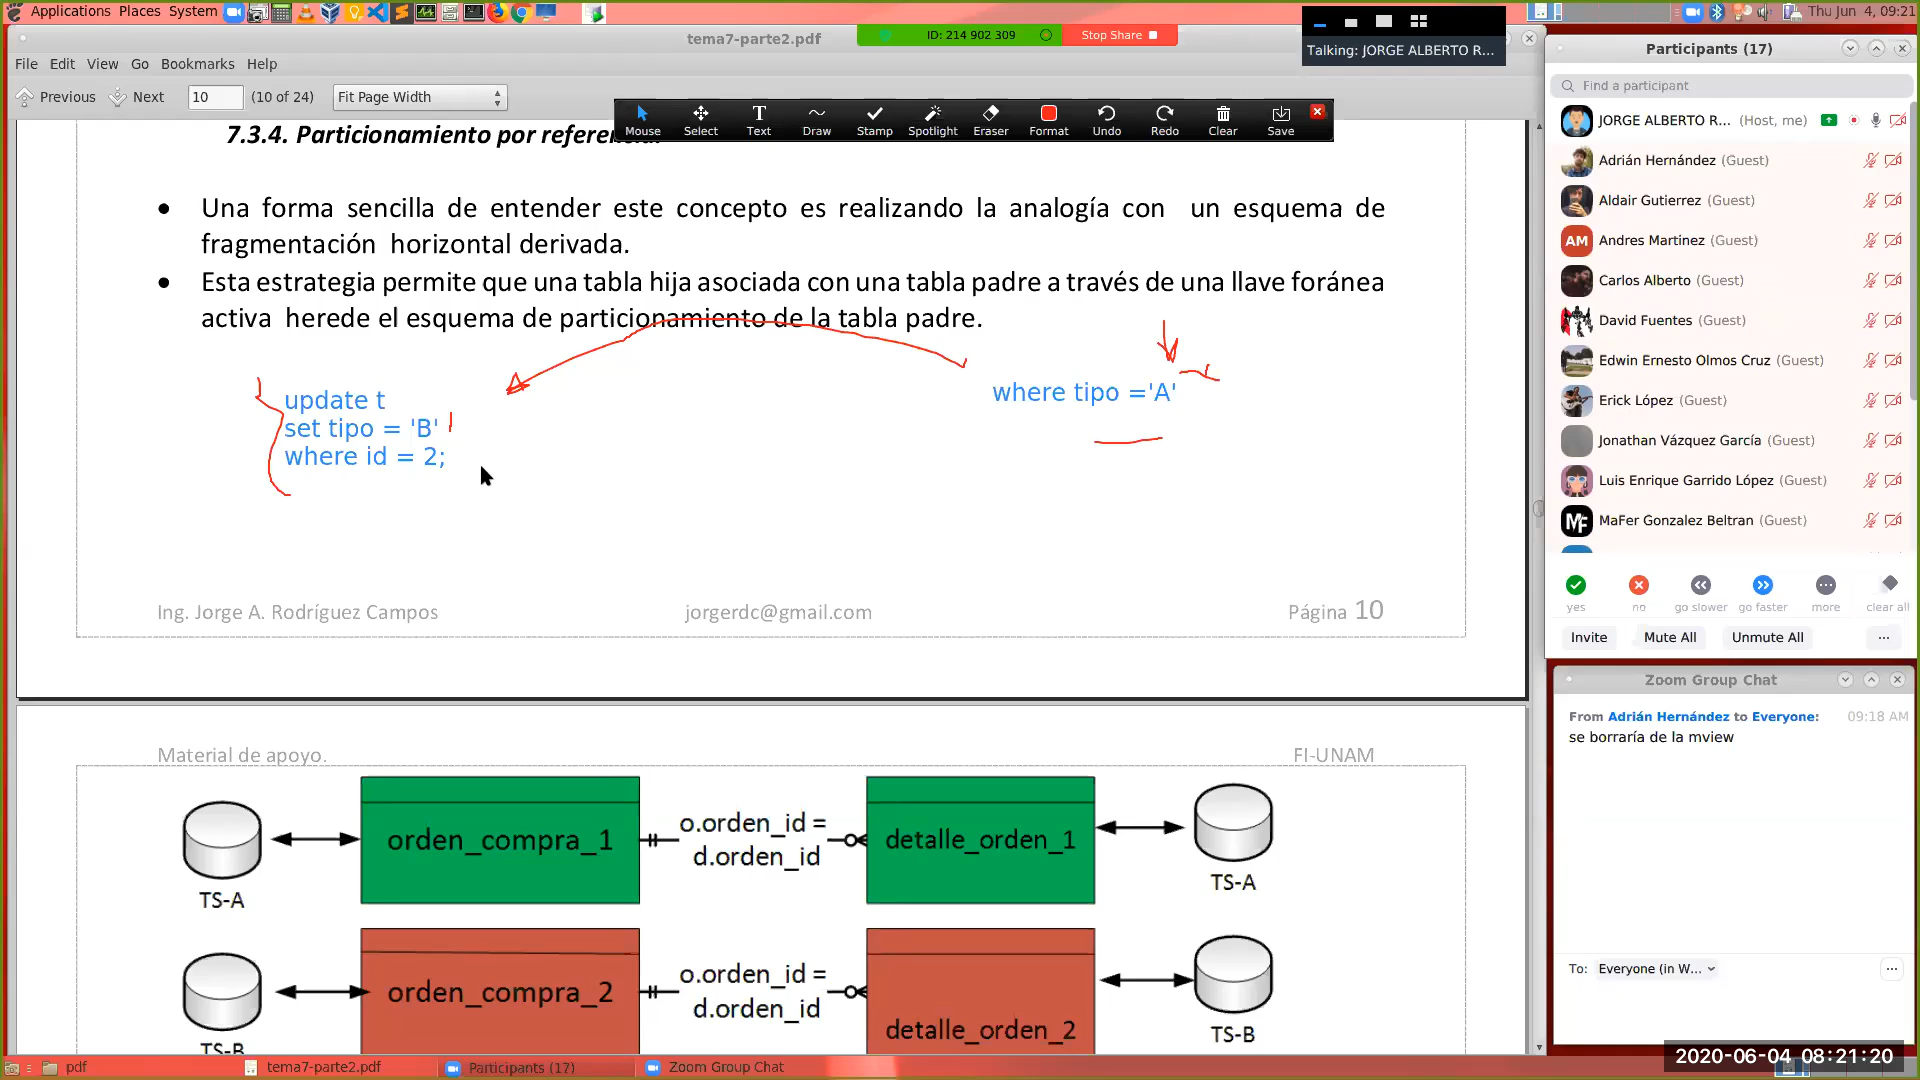 Applications Places System
Thu Jun 4, 09:21
tema7-parte2.pdf
ID: 214 902 309
Stop Share
Talking: JORGE ALBERTO R...
File Edit View Go Bookmarks Help
Previous Next 10 (10 of 24) Fit Page Width
Mouse Select Text Draw Stamp Spotlight Eraser Format Undo Redo Clear Save
7.3.4. Particionamiento por referencia.
• Una forma sencilla de entender este concepto es realizando la analogía con un esquema de
fragmentación horizontal derivada.
• Esta estrategia permite que una tabla hija asociada con una tabla padre a través de una llave foránea
activa herede el esquema de particionamiento de la tabla padre.
where tipo ='A'
update t
set tipo = 'B'
where id = 2;
Ing. Jorge A. Rodríguez Campos jorgerdc@gmail.com Página 10
Material de apoyo. FI-UNAM
orden_compra_1
o.orden_id =
d.orden_id
detalle_orden_1
TS-A
TS-A
orden_compra_2
o.orden_id =
d.orden_id
detalle_orden_2
TS-B
TS-B
Participants (17)
Find a participant
JORGE ALBERTO R... (Host, me)
Adrián Hernández (Guest)
Aldair Gutierrez (Guest)
AM Andres Martinez (Guest)
Carlos Alberto (Guest)
David Fuentes (Guest)
Edwin Ernesto Olmos Cruz (Guest)
Erick López (Guest)
Jonathan Vázquez García (Guest)
Luis Enrique Garrido López (Guest)
MF MaFer Gonzalez Beltran (Guest)
yes no go slower go faster more clear all
Invite Mute All Unmute All ...
Zoom Group Chat
From Adrián Hernández to Everyone: 09:18 AM
se borraría de la mview
To: Everyone (in W...
pdf tema7-parte2.pdf Participants (17) Zoom Group Chat
2020-06-04 08:21:20